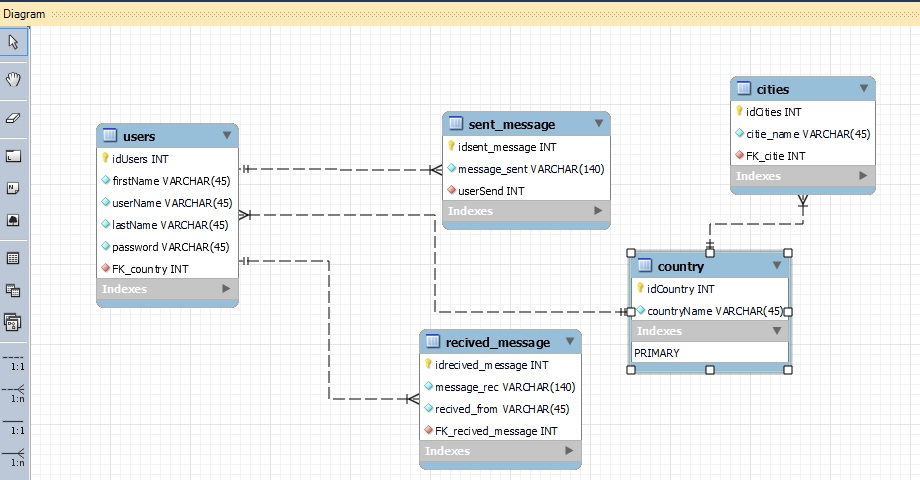 Diagram
users
idUsers INT
firstName VARCHAR(45)
userName VARCHAR(45)
lastName VARCHAR(45)
password VARCHAR(45)
FK_country INT
Indexes
sent_message
idsent_message INT
message_sent VARCHAR(140)
userSend INT
Indexes
cities
idCities INT
citie_name VARCHAR(45)
FK_citie INT
Indexes
country
idCountry INT
countryName VARCHAR(45)
Indexes
PRIMARY
recived_message
idrecived_message INT
message_rec VARCHAR(140)
recived_from VARCHAR(45)
FK_recived_message INT
Indexes
1:1
1:n
1:1
1:n